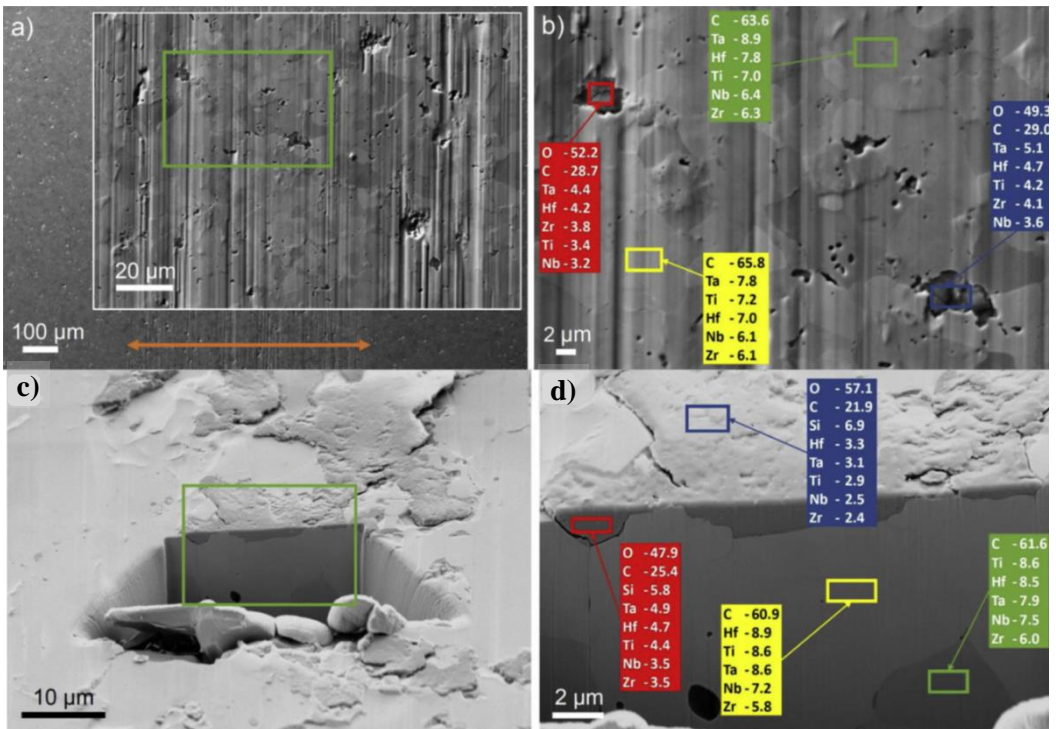 a)
20 µm
100 µm
b)
C - 63.6
Ta - 8.9
Hf - 7.8
Ti - 7.0
Nb - 6.4
Zr - 6.3
O - 49.3
C - 29.0
Ta - 5.1
Hf - 4.7
Ti - 4.2
Zr - 4.1
Nb - 3.6
O - 52.2
C - 28.7
Ta - 4.4
Hf - 4.2
Zr - 3.8
Ti - 3.4
Nb - 3.2
C - 65.8
Ta - 7.8
Ti - 7.2
Hf - 7.0
Nb - 6.1
Zr - 6.1
2 µm
c)
10 µm
d)
O - 57.1
C - 21.9
Si - 6.9
Hf - 3.3
Ta - 3.1
Ti - 2.9
Nb - 2.5
Zr - 2.4
O - 47.9
C - 25.4
Si - 5.8
Ta - 4.9
Hf - 4.7
Ti - 4.4
Nb - 3.5
Zr - 3.5
C - 60.9
Hf - 8.9
Ti - 8.6
Ta - 8.6
Nb - 7.2
Zr - 5.8
C - 61.6
Ti - 8.6
Hf - 8.5
Ta - 7.9
Nb - 7.5
Zr - 6.0
2 µm